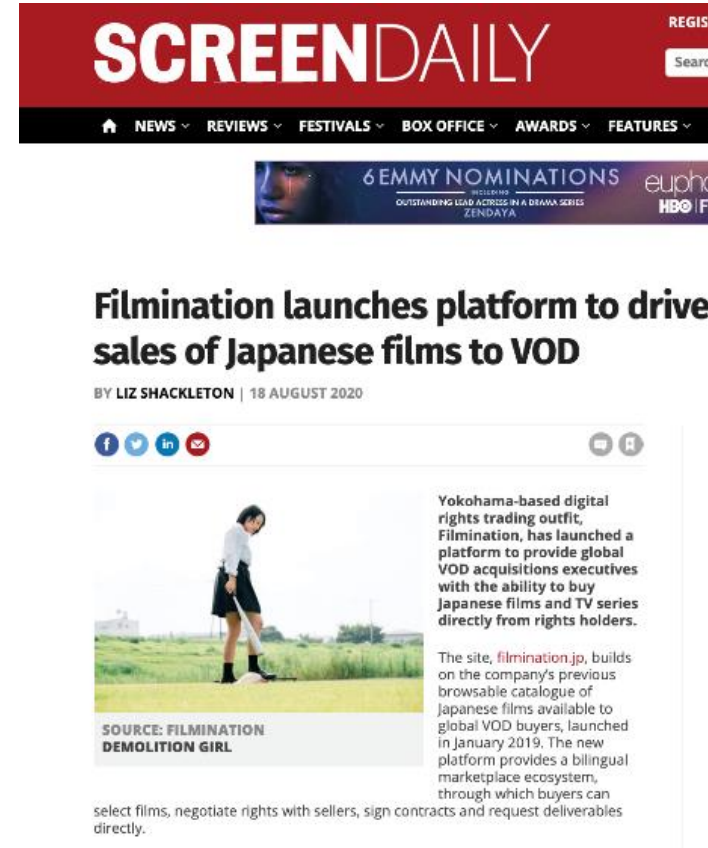 SCREENDAILY
REGIS
Searc
NEWS REVIEWS FESTIVALS BOX OFFICE AWARDS FEATURES
6 EMMY NOMINATIONS
INCLUDING
OUTSTANDING LEAD ACTRESS IN A DRAMA SERIES
ZENDAYA
eupho
HBO F
Filmination launches platform to drive
sales of Japanese films to VOD
BY LIZ SHACKLETON | 18 AUGUST 2020
Yokohama-based digital
rights trading outfit,
Filmination, has launched a
platform to provide global
VOD acquisitions executives
with the ability to buy
Japanese films and TV series
directly from rights holders.
SOURCE: FILMINATION
DEMOLITION GIRL
The site, filmination.jp, builds
on the company's previous
browsable catalogue of
Japanese films available to
global VOD buyers, launched
in January 2019. The new
platform provides a bilingual
marketplace ecosystem,
through which buyers can
select films, negotiate rights with sellers, sign contracts and request deliverables
directly.